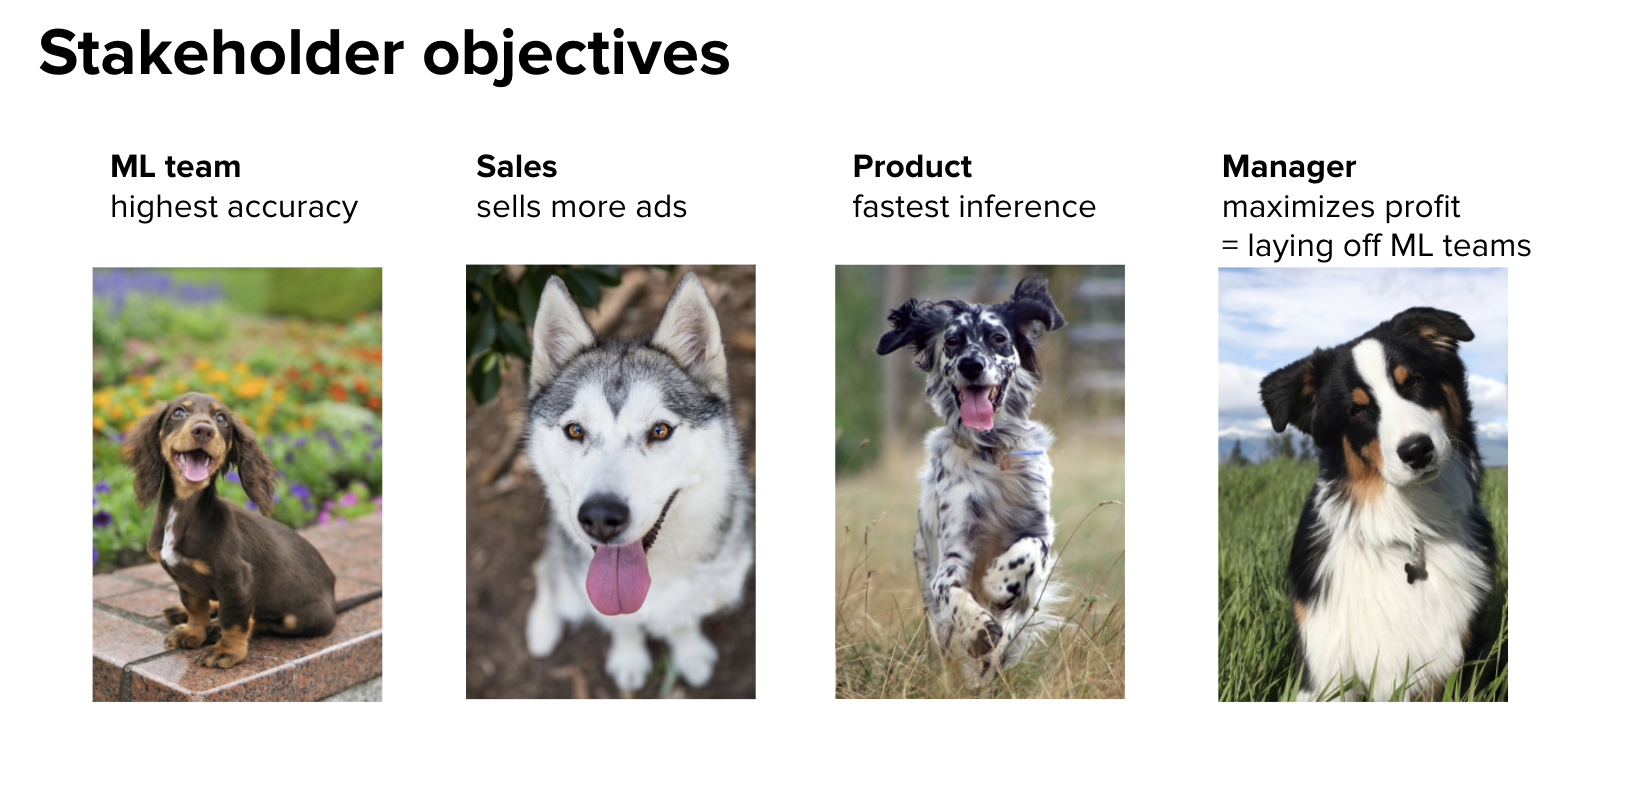 Stakeholder objectives
ML team
highest accuracy
Sales
sells more ads
Product
fastest inference
Manager
maximizes profit
= laying off ML teams